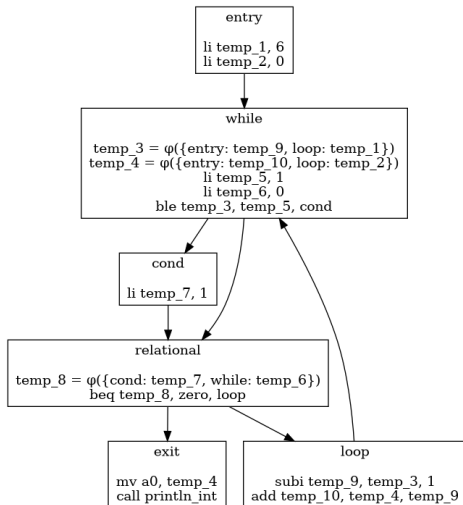 entry
li temp_1, 6
li temp_2, 0
while
temp_3 = φ({entry: temp_9, loop: temp_1})
temp_4 = φ({entry: temp_10, loop: temp_2})
li temp_5, 1
li temp_6, 0
ble temp_3, temp_5, cond
cond
li temp_7, 1
relational
temp_8 = φ({cond: temp_7, while: temp_6})
beq temp_8, zero, loop
exit
mv a0, temp_4
call println_int
loop
subi temp_9, temp_3, 1
add temp_10, temp_4, temp_9